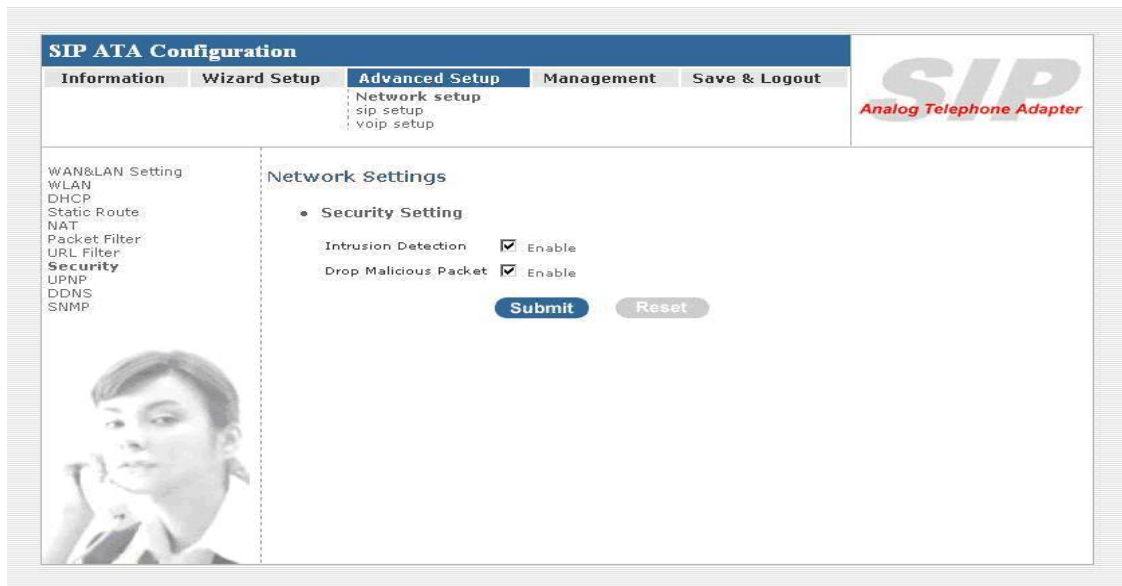 SIP ATA Configuration
Information Wizard Setup Advanced Setup Management Save & Logout
Network setup
sip setup
voip setup
SIP
Analog Telephone Adapter
WAN&LAN Setting
WLAN
DHCP
Static Route
NAT
Packet Filter
URL Filter
Security
UPNP
DDNS
SNMP
Network Settings
• Security Setting
Intrusion Detection Enable
Drop Malicious Packet Enable
Submit Reset